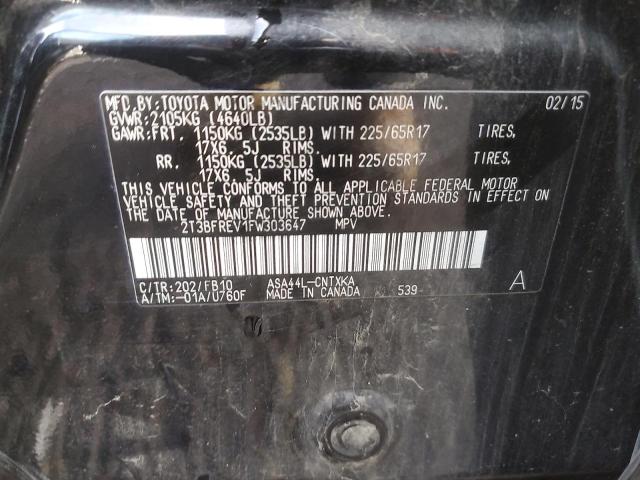 MFD.BY:TOYOTA MOTOR MANUFACTURING CANADA INC. 02/15
GVWR:2105KG (4640LB)
GAWR:FRT. 1150KG (2535LB) WITH 225/65R17 TIRES,
17X6.5J RIMS.
RR. 1150KG (2535LB) WITH 225/65R17 TIRES,
17X6.5J RIMS.
THIS VEHICLE CONFORMS TO ALL APPLICABLE FEDERAL MOTOR
VEHICLE SAFETY AND THEFT PREVENTION STANDARDS IN EFFECT ON
THE DATE OF MANUFACTURE SHOWN ABOVE.
2T3BFREV1FW303647 MPV
C/TR:202/FB10 ASA44L-CNTXKA
A/TM:-01A/U760F MADE IN CANADA 539 A